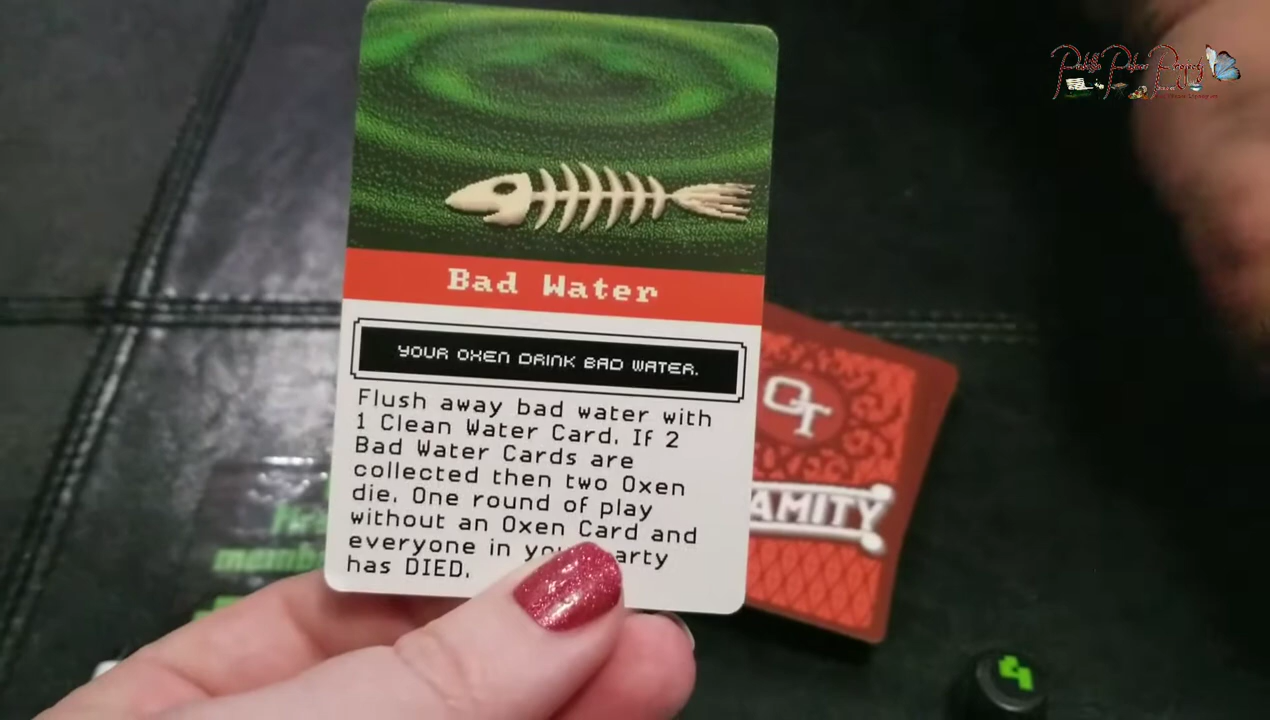 Bad Water
YOUR OXEN DRINK BAD WATER.
Flush away bad water with
1 Clean Water Card. If 2
Bad Water Cards are
collected then two Oxen
die. One round of play
without an Oxen Card and
everyone in arty
has DIED.
OT
AMITY
4